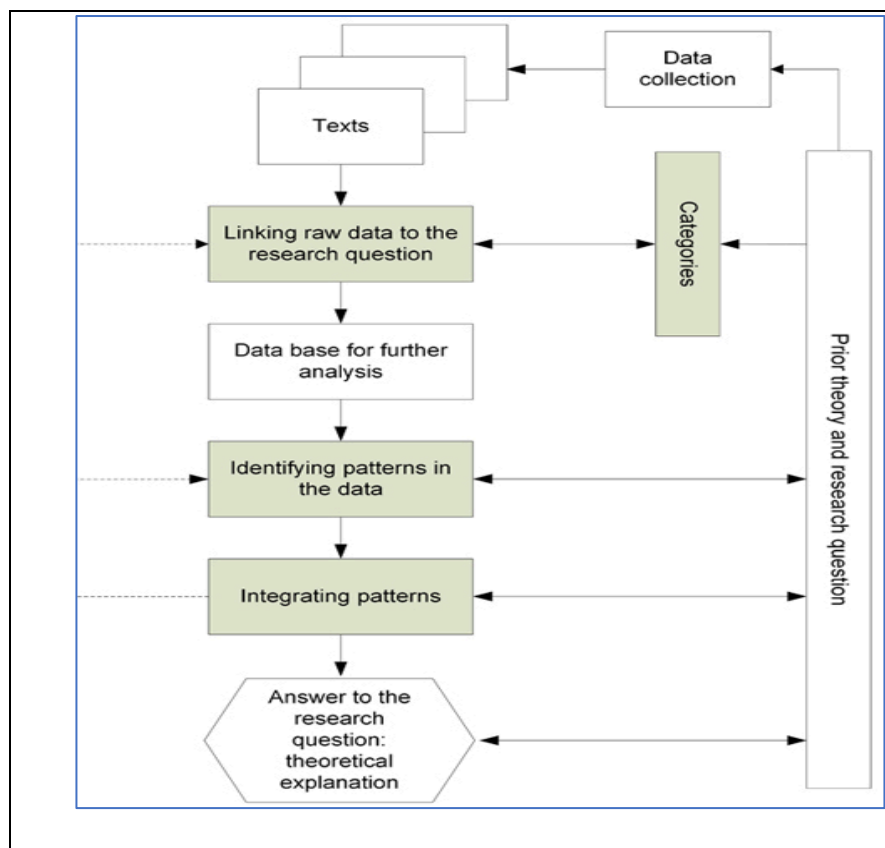 Data
collection
Texts
Linking raw data to the
research question
Categories
Prior theory and research question
Data base for further
analysis
Identifying patterns in
the data
Integrating patterns
Answer to the
research
question:
theoretical
explanation